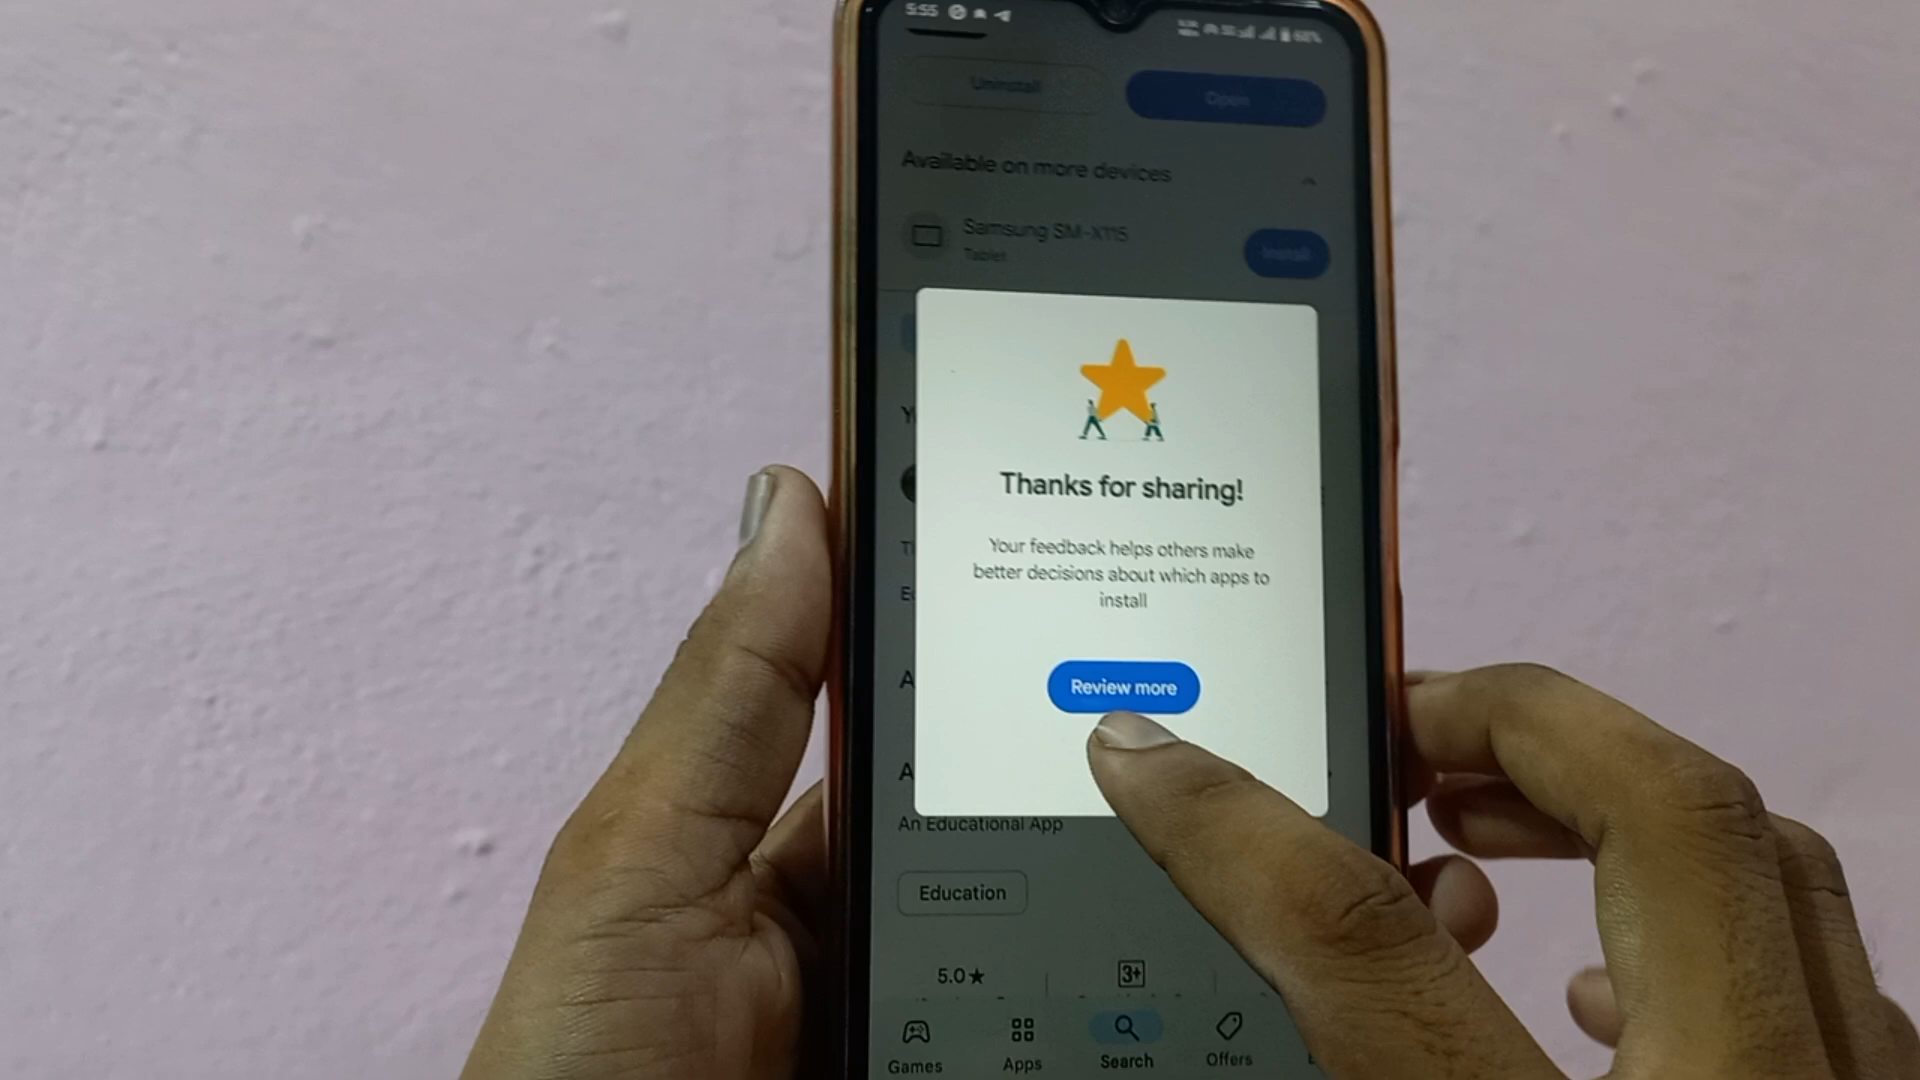 5:55
68%
Uninstall
Open
Available on more devices
Samsung SM-X115
Tablet
Install
Thanks for sharing!
Your feedback helps others make
better decisions about which apps to
install
Review more
An Educational App
Education
5.0★
3+
Games
Apps
Search
Offers